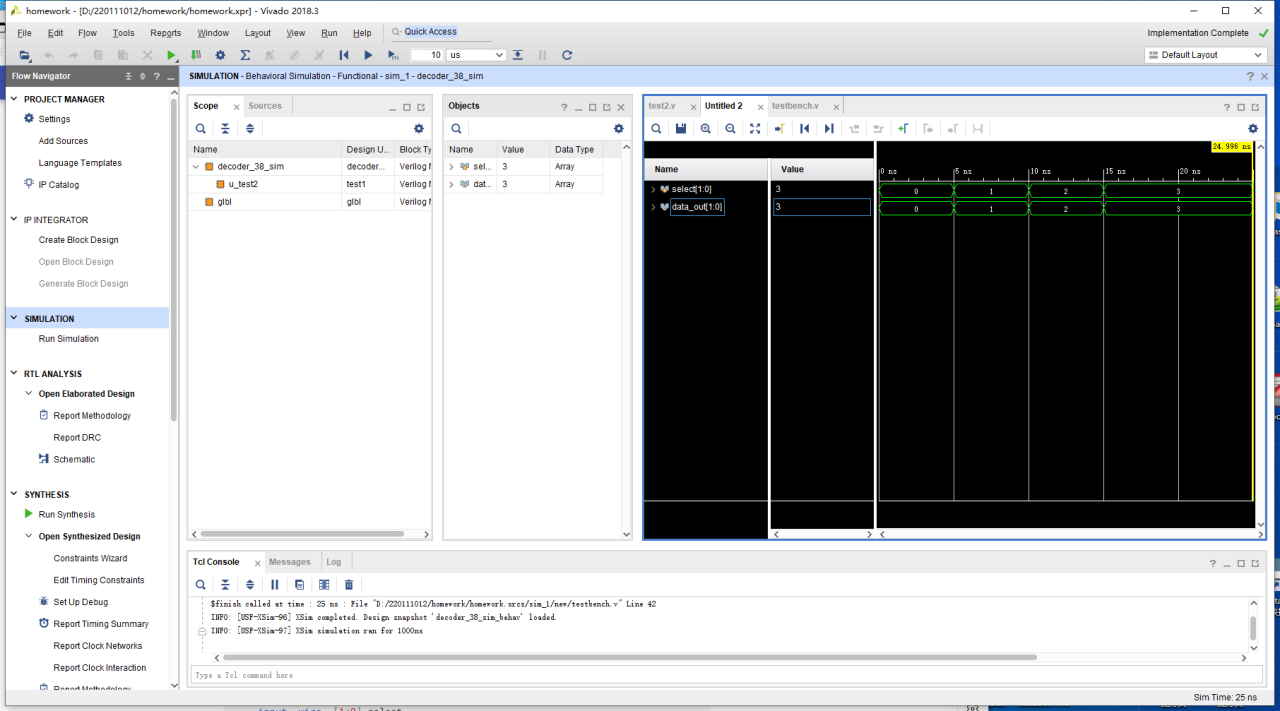 homework - [D:/220111012/homework/homework.xpr] - Vivado 2018.3
File Edit Flow Tools Reports Window Layout View Run Help Quick Access
Implementation Complete
10 us
Default Layout
Flow Navigator
SIMULATION - Behavioral Simulation - Functional - sim_1 - decoder_38_sim
PROJECT MANAGER
Settings
Add Sources
Language Templates
IP Catalog
IP INTEGRATOR
Create Block Design
Open Block Design
Generate Block Design
SIMULATION
Run Simulation
RTL ANALYSIS
Open Elaborated Design
Report Methodology
Report DRC
Schematic
SYNTHESIS
Run Synthesis
Open Synthesized Design
Constraints Wizard
Edit Timing Constraints
Set Up Debug
Report Timing Summary
Report Clock Networks
Report Clock Interaction
Report Methodology
Scope Sources
Name Design U... Block Ty
decoder_38_sim decoder... Verilog M
u_test2 test1 Verilog M
glbl glbl Verilog M
Objects
Name Value Data Type
sel... 3 Array
dat... 3 Array
test2.v Untitled 2 testbench.v
24.996 ns
Name Value
0 ns 5 ns 10 ns 15 ns 20 ns
select[1:0] 3 0 1 2 3
data_out[1:0] 3 0 1 2 3
Tcl Console Messages Log
$finish called at time : 25 ns : File "D:/220111012/homework/homework.srcs/sim_1/new/testbench.v" Line 42
INFO: [USF-XSim-96] XSim completed. Design snapshot 'decoder_38_sim_behav' loaded.
INFO: [USF-XSim-97] XSim simulation ran for 1000ns
Type a Tcl command here
Sim Time: 25 ns